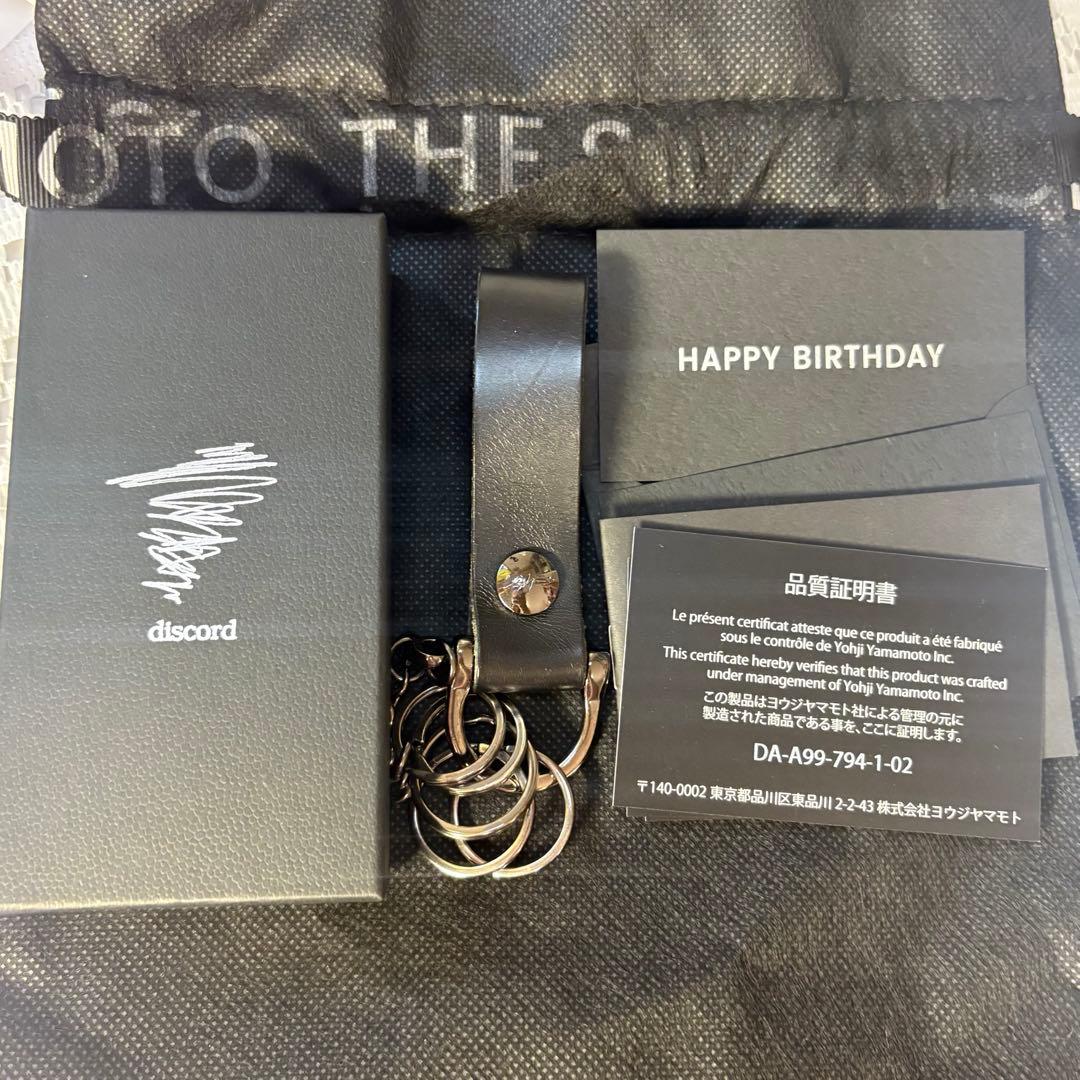 OTO THE S
discord
HAPPY BIRTHDAY
品質証明書
Le présent certificat atteste que ce produit a été fabriqué
sous le contrôle de Yohji Yamamoto Inc.
This certificate hereby verifies that this product was crafted
under management of Yohji Yamamoto Inc.
この製品はヨウジヤマモト社による管理の元に
製造された商品である事を、ここに証明します。
DA-A99-794-1-02
〒140-0002 東京都品川区東品川 2-2-43 株式会社ヨウジヤマモト